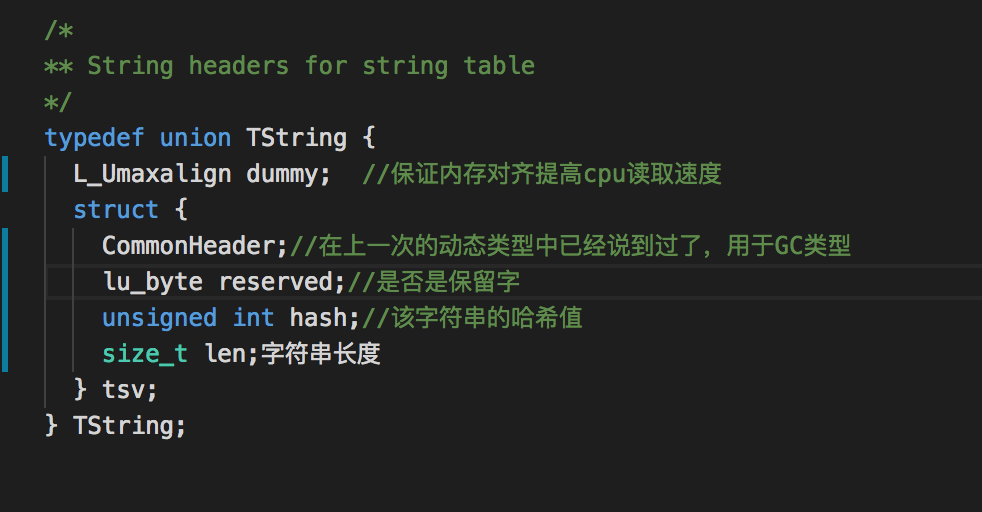 /*
** String headers for string table
*/
typedef union TString {
  L_Umaxalign dummy;  //保证内存对齐提高cpu读取速度
  struct {
    CommonHeader;//在上一次的动态类型中已经说到过了，用于GC类型
    lu_byte reserved;//是否是保留字
    unsigned int hash;//该字符串的哈希值
    size_t len;字符串长度
  } tsv;
} TString;